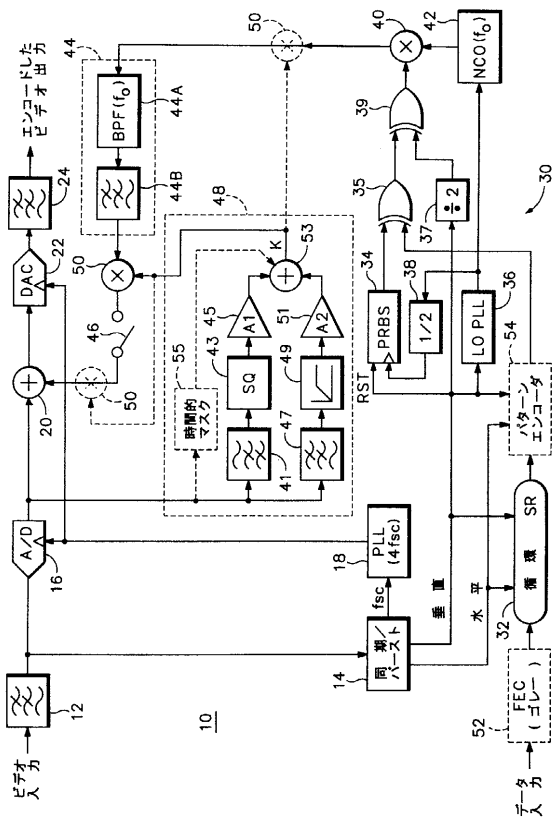 ビデオ
入力
12
10
A/D
16
20
DAC
22
24
エンコードした
ビデオ出力
同期/
バースト
14
fsc
PLL
(4fsc)
18
時間的
マスク
55
41
SQ
43
A1
45
47
49
A2
51
53
K
48
50
46
50
44
BPF(fo)
44A
44B
50
40
NCO(fo)
42
39
35
÷2
37
PRBS
34
RST
1/2
38
LO PLL
36
垂直
水平
データ
入力
FEC
(ゴレー)
52
循環 SR
32
パターン
エンコーダ
54
30